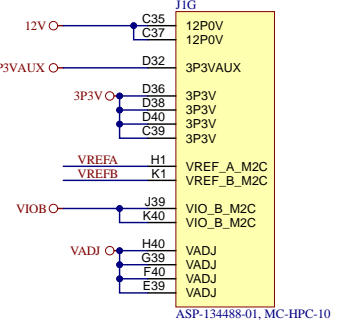 J1G
12V C35 12P0V
C37 12P0V
P3VAUX D32 3P3VAUX
3P3V D36 3P3V
D38 3P3V
D40 3P3V
C39 3P3V
VREFA H1 VREF_A_M2C
VREFB K1 VREF_B_M2C
VIOB J39 VIO_B_M2C
K40 VIO_B_M2C
VADJ H40 VADJ
G39 VADJ
F40 VADJ
E39 VADJ
ASP-134488-01, MC-HPC-10